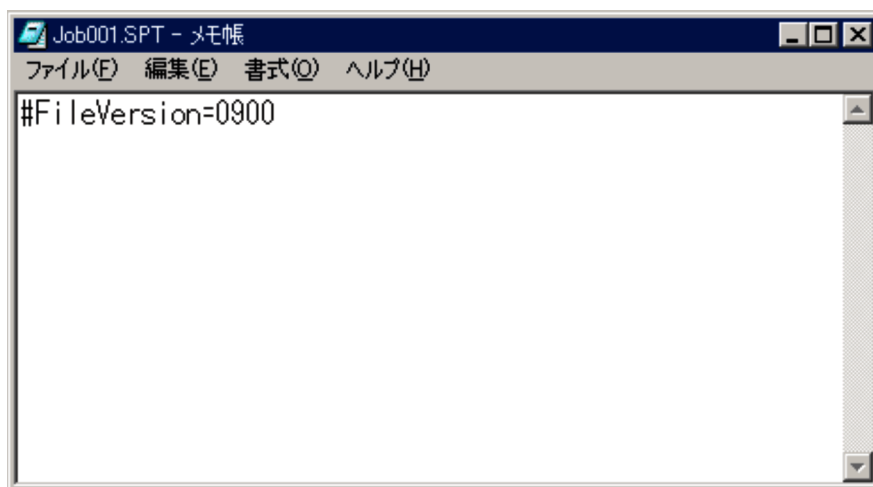 Job001.SPT - メモ帳
ファイル(F) 編集(E) 書式(O) ヘルプ(H)
#FileVersion=0900